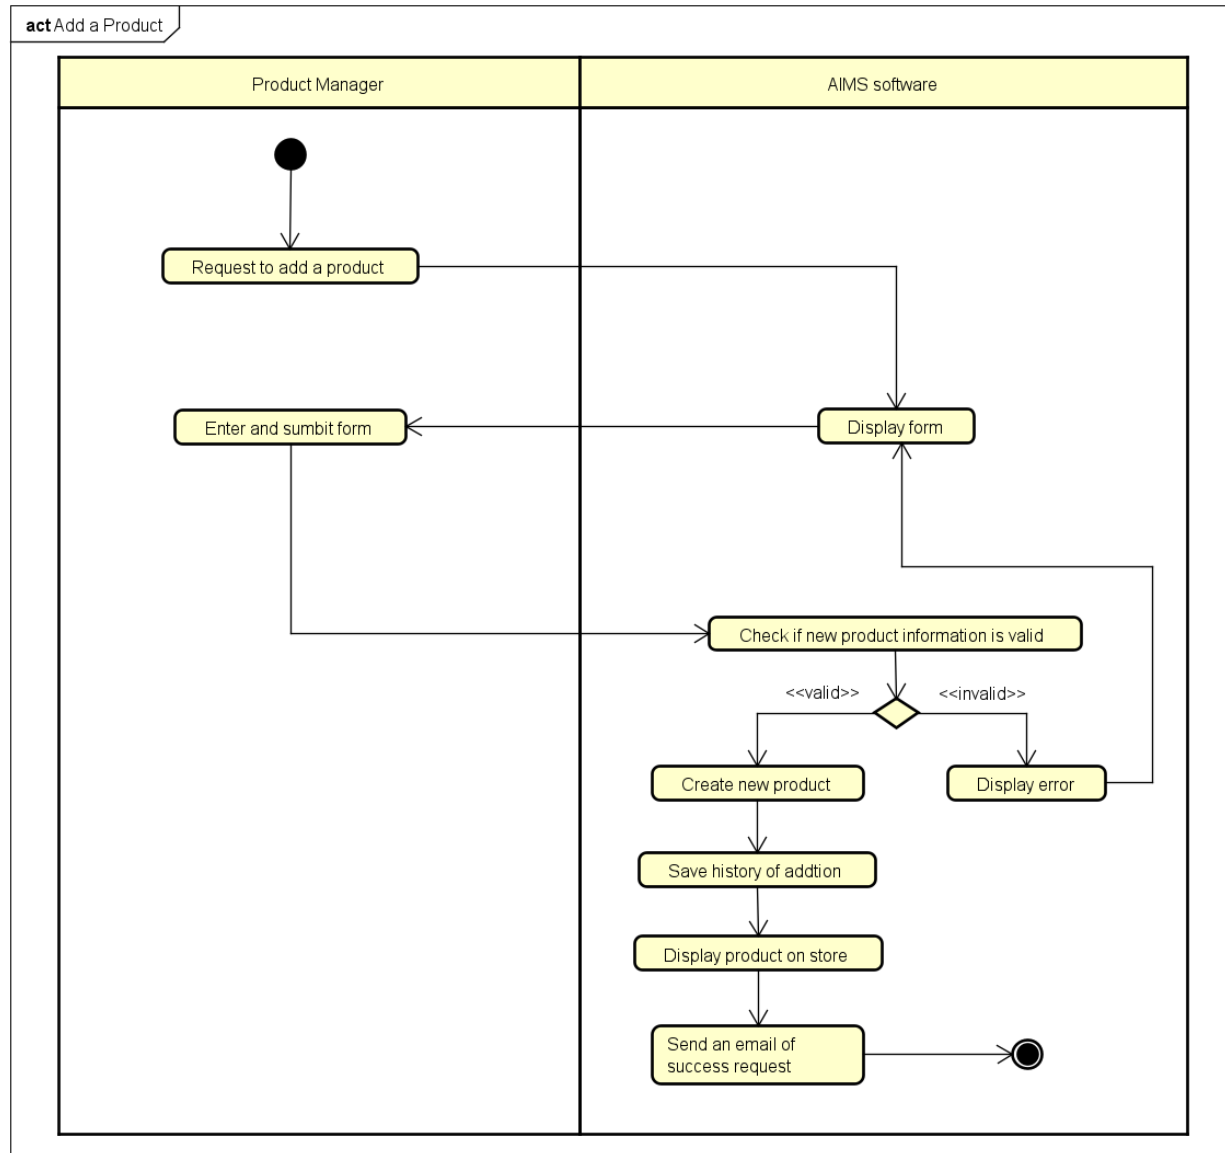 act Add a Product
Product Manager
AIMS software
Request to add a product
Enter and sumbit form
Display form
Check if new product information is valid
<<valid>>
<<invalid>>
Create new product
Display error
Save history of addtion
Display product on store
Send an email of
success request